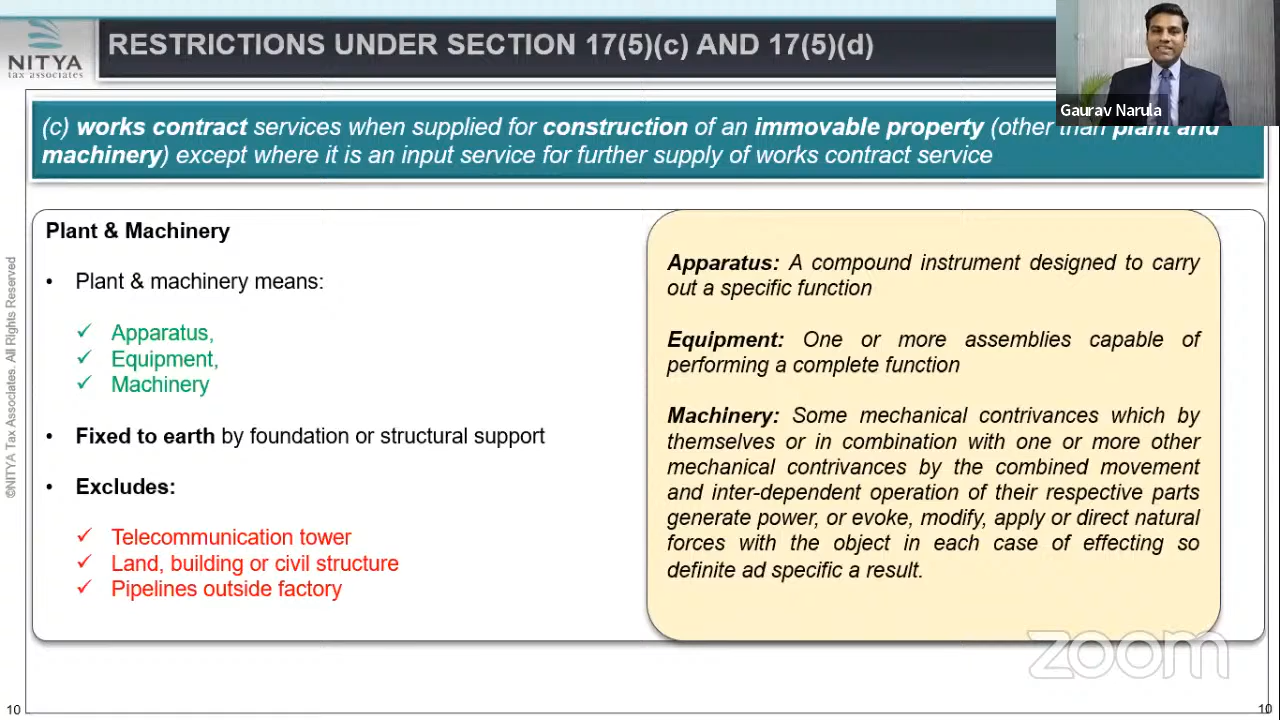 NITYA
tax associates
RESTRICTIONS UNDER SECTION 17(5)(c) AND 17(5)(d)
Gaurav Narula
(c) works contract services when supplied for construction of an immovable property (other than plant and
machinery) except where it is an input service for further supply of works contract service
Plant & Machinery
• Plant & machinery means:
✓ Apparatus,
✓ Equipment,
✓ Machinery
• Fixed to earth by foundation or structural support
• Excludes:
✓ Telecommunication tower
✓ Land, building or civil structure
✓ Pipelines outside factory
Apparatus: A compound instrument designed to carry
out a specific function
Equipment: One or more assemblies capable of
performing a complete function
Machinery: Some mechanical contrivances which by
themselves or in combination with one or more other
mechanical contrivances by the combined movement
and inter-dependent operation of their respective parts
generate power, or evoke, modify, apply or direct natural
forces with the object in each case of effecting so
definite ad specific a result.
©NITYA Tax Associates. All Rights Reserved
zoom
10
10